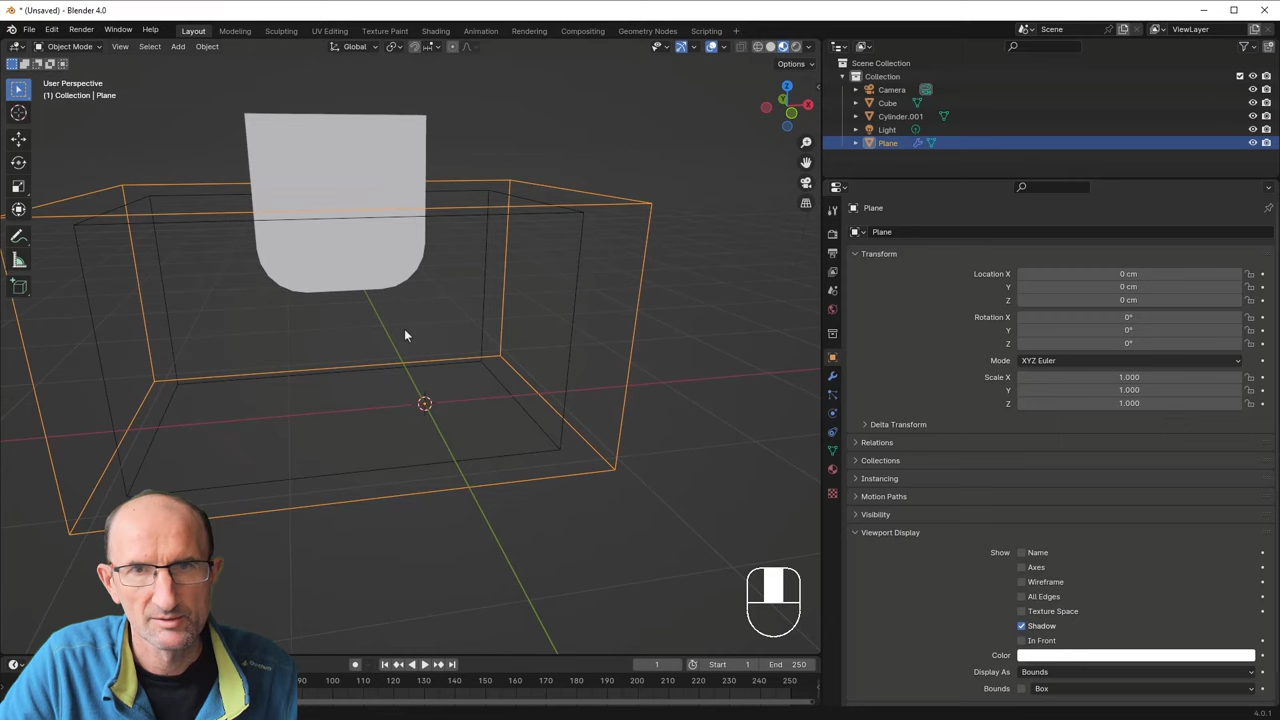 * (Unsaved) - Blender 4.0
File Edit Render Window Help
Layout Modeling Sculpting UV Editing Texture Paint Shading Animation Rendering Compositing Geometry Nodes Scripting
Scene
ViewLayer
Object Mode View Select Add Object
Global
Options
User Perspective
(1) Collection | Plane
Z
Y
X
Scene Collection
Collection
Camera
Cube
Cylinder.001
Light
Plane
Plane
Plane
Transform
Location X 0 cm
Y 0 cm
Z 0 cm
Rotation X 0°
Y 0°
Z 0°
Mode XYZ Euler
Scale X 1.000
Y 1.000
Z 1.000
Delta Transform
Relations
Collections
Instancing
Motion Paths
Visibility
Viewport Display
Show Name
Axes
Wireframe
All Edges
Texture Space
Shadow
In Front
Color
Display As Bounds
Bounds Box
1 Start 1 End 250
90 100 110 120 130 140 150 160 170 180 190 200 210 220 230 240 250
4.0.1